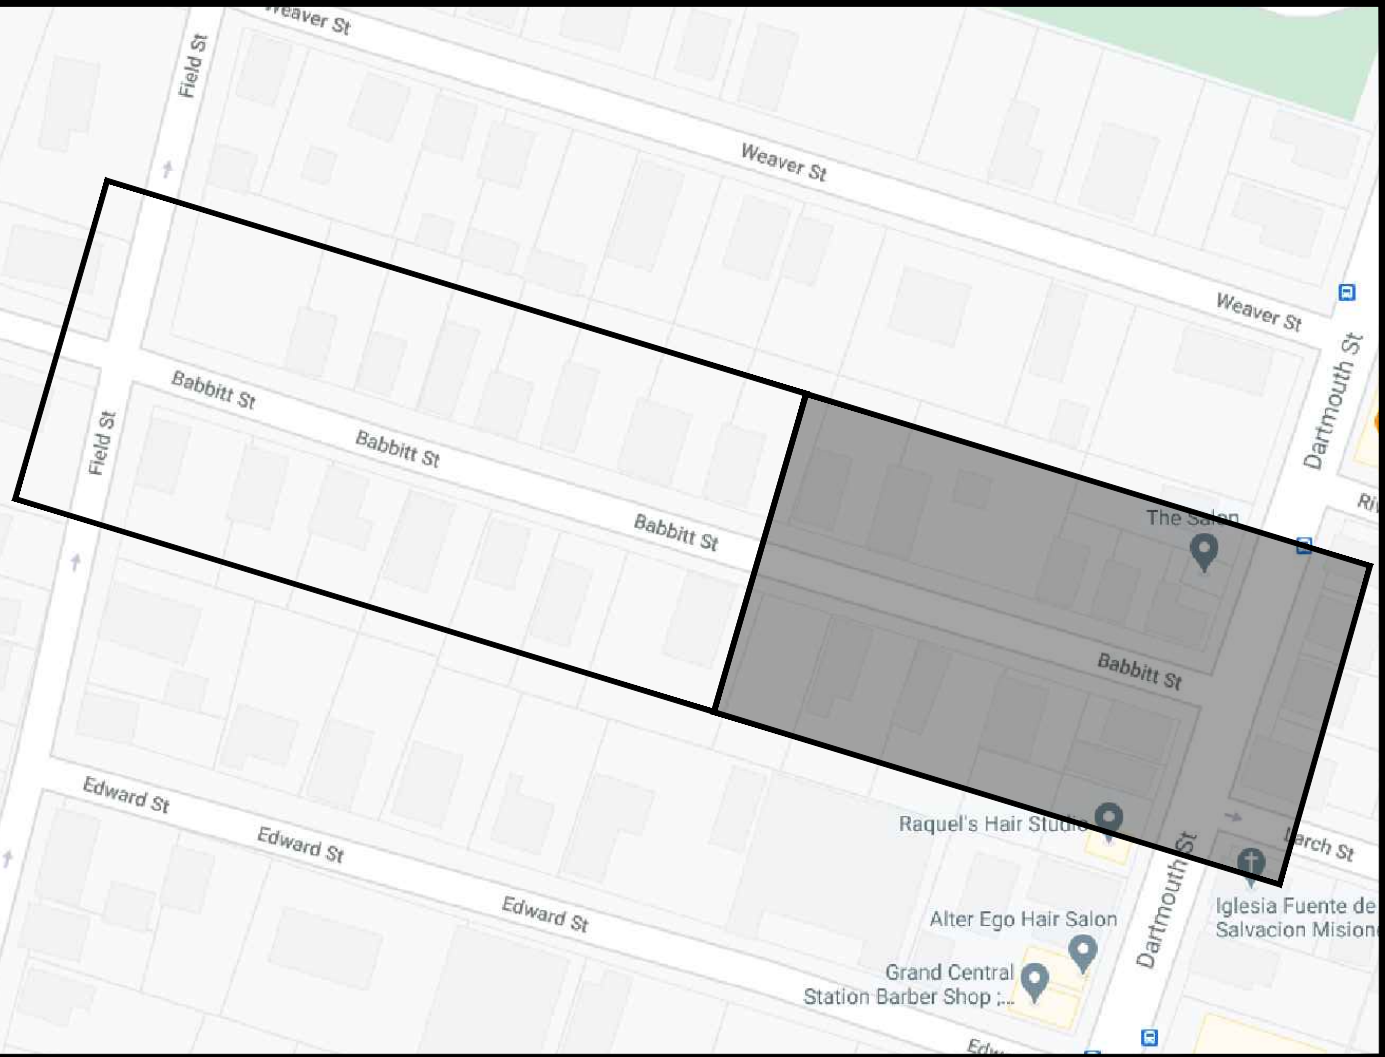 Weaver St
Field St
Weaver St
Weaver St
Dartmouth St
Babbitt St
Field St
Babbitt St
Babbitt St
The Salon
Babbitt St
Raquel's Hair Studio
Larch St
Edward St
Edward St
Edward St
Dartmouth St
Iglesia Fuente de
Salvacion Mision
Alter Ego Hair Salon
Grand Central
Station Barber Shop ;...